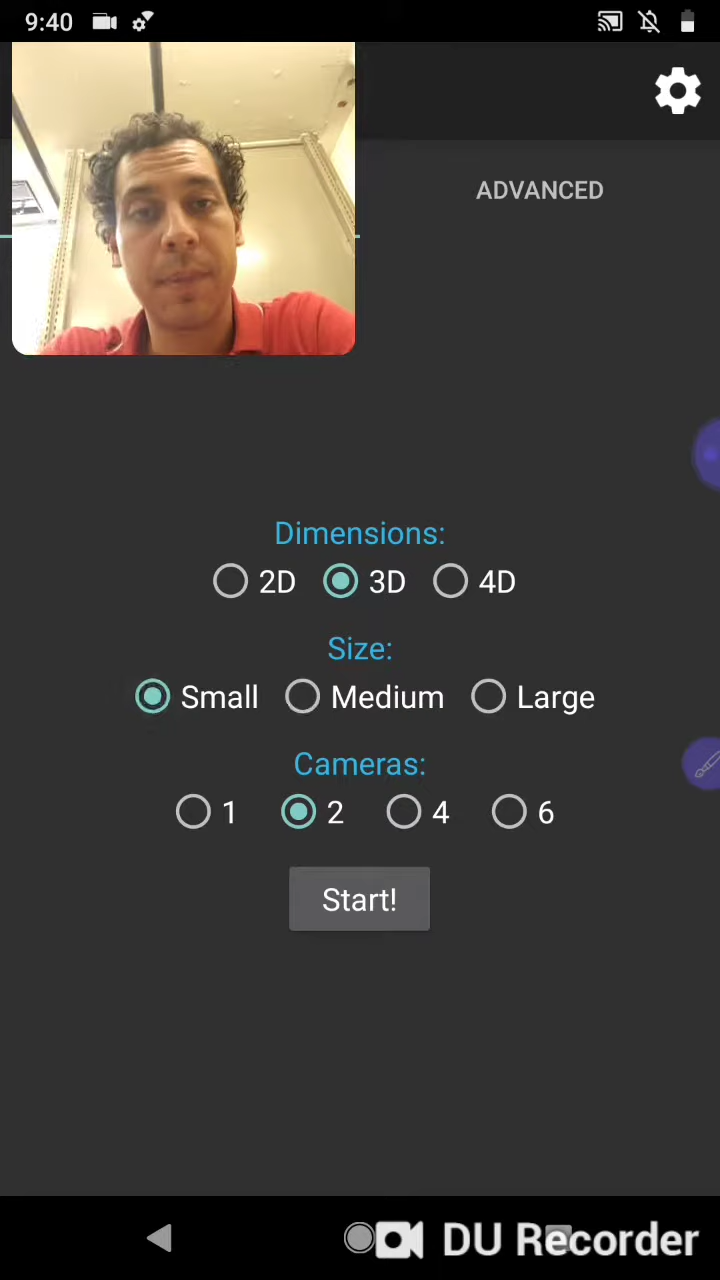 9:40
ADVANCED
Dimensions:
2D 3D 4D
Size:
Small Medium Large
Cameras:
1 2 4 6
Start!
DU Recorder